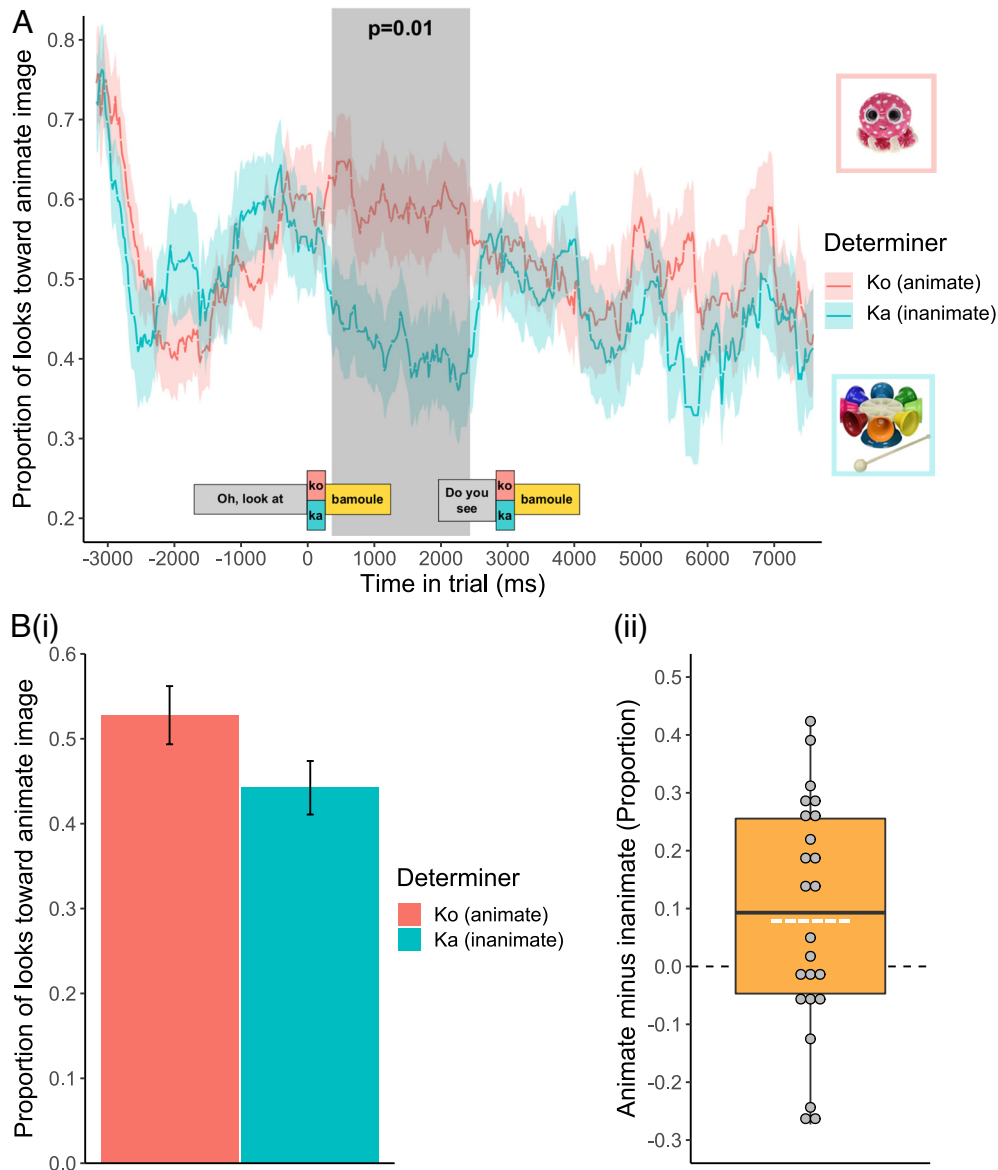 A
p=0.01
Proportion of looks toward animate image
0.8
0.7
0.6
0.5
0.4
0.3
0.2
Oh, look at
ko
ka
bamoule
Do you
see
ko
ka
bamoule
-3000 -2000 -1000 0 1000 2000 3000 4000 5000 6000 7000
Time in trial (ms)
Determiner
Ko (animate)
Ka (inanimate)
B(i)
Proportion of looks toward animate image
0.6
0.5
0.4
0.3
0.2
0.1
0.0
Determiner
Ko (animate)
Ka (inanimate)
(ii)
Animate minus inanimate (Proportion)
0.5
0.4
0.3
0.2
0.1
0.0
-0.1
-0.2
-0.3